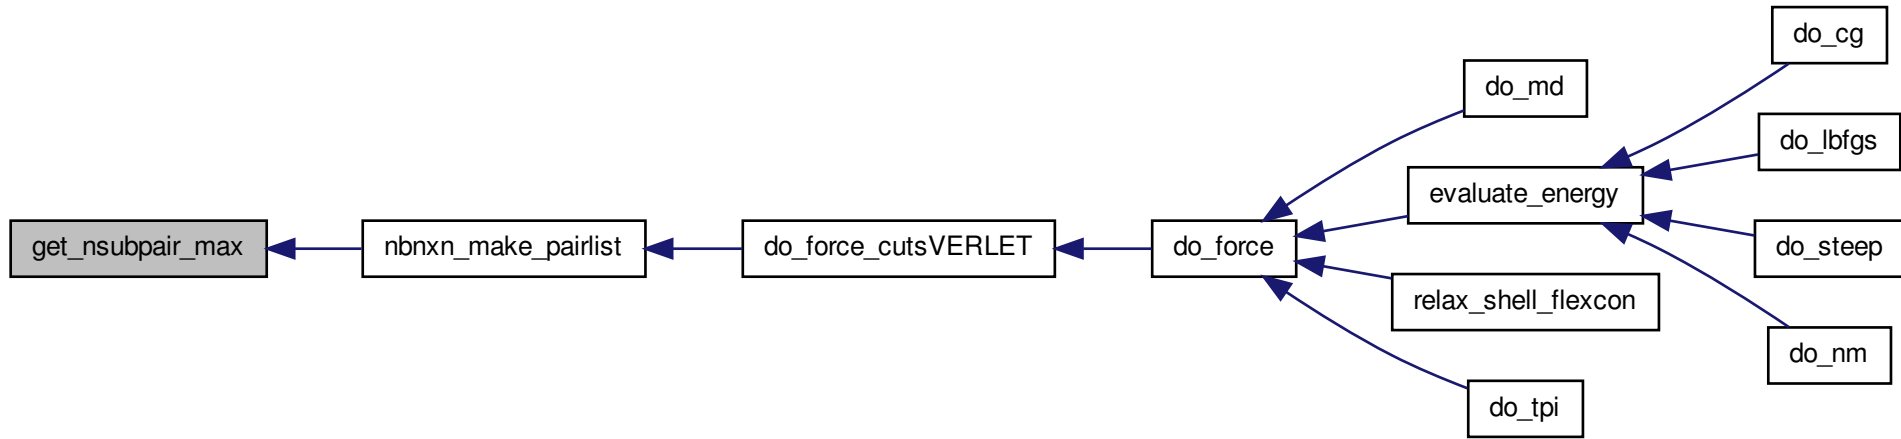 get_nsubpair_max
nbnxn_make_pairlist
do_force_cutsVERLET
do_force
do_md
evaluate_energy
relax_shell_flexcon
do_tpi
do_cg
do_lbfgs
do_steep
do_nm